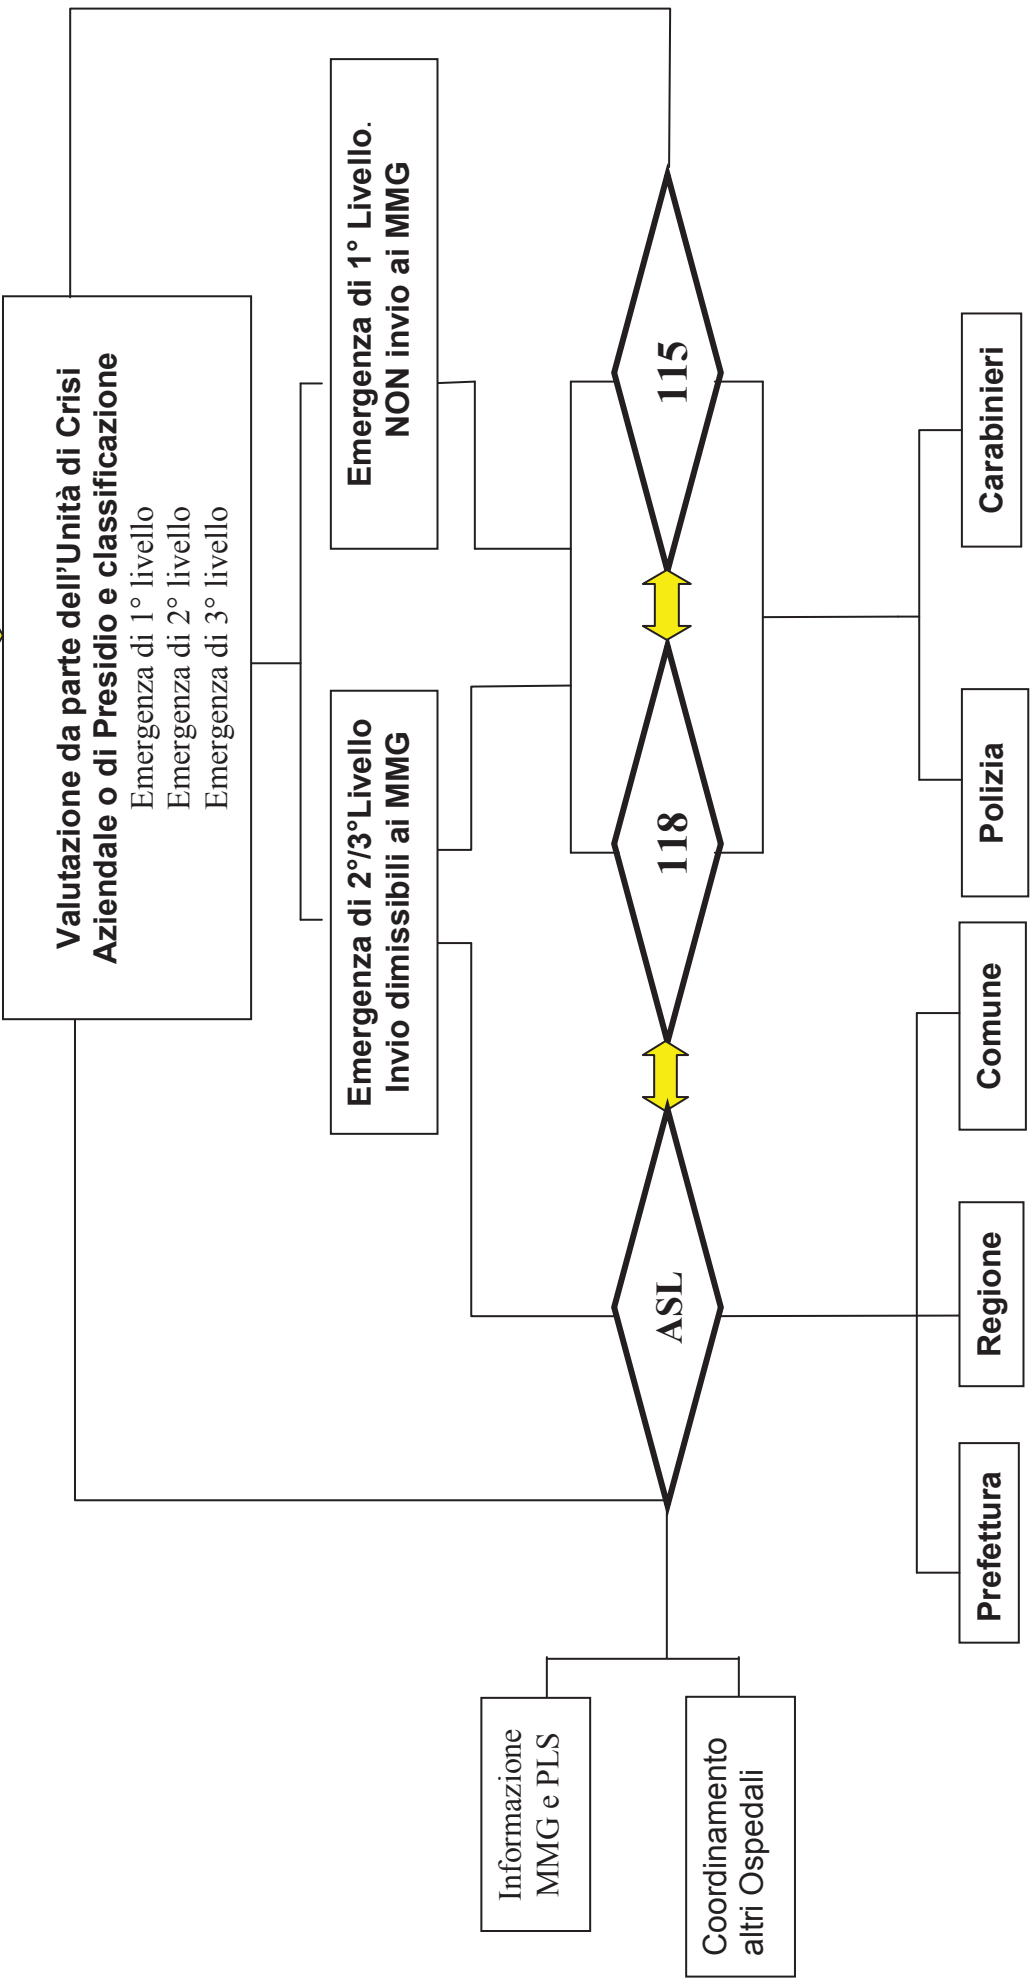 Valutazione da parte dell'Unità di Crisi
Aziendale o di Presidio e classificazione
Emergenza di 1° livello
Emergenza di 2° livello
Emergenza di 3° livello
Emergenza di 2°/3°Livello
Invio dimissibili ai MMG
Emergenza di 1° Livello.
NON invio ai MMG
Informazione
MMG e PLS
Coordinamento
altri Ospedali
ASL
118
115
Prefettura
Regione
Comune
Polizia
Carabinieri